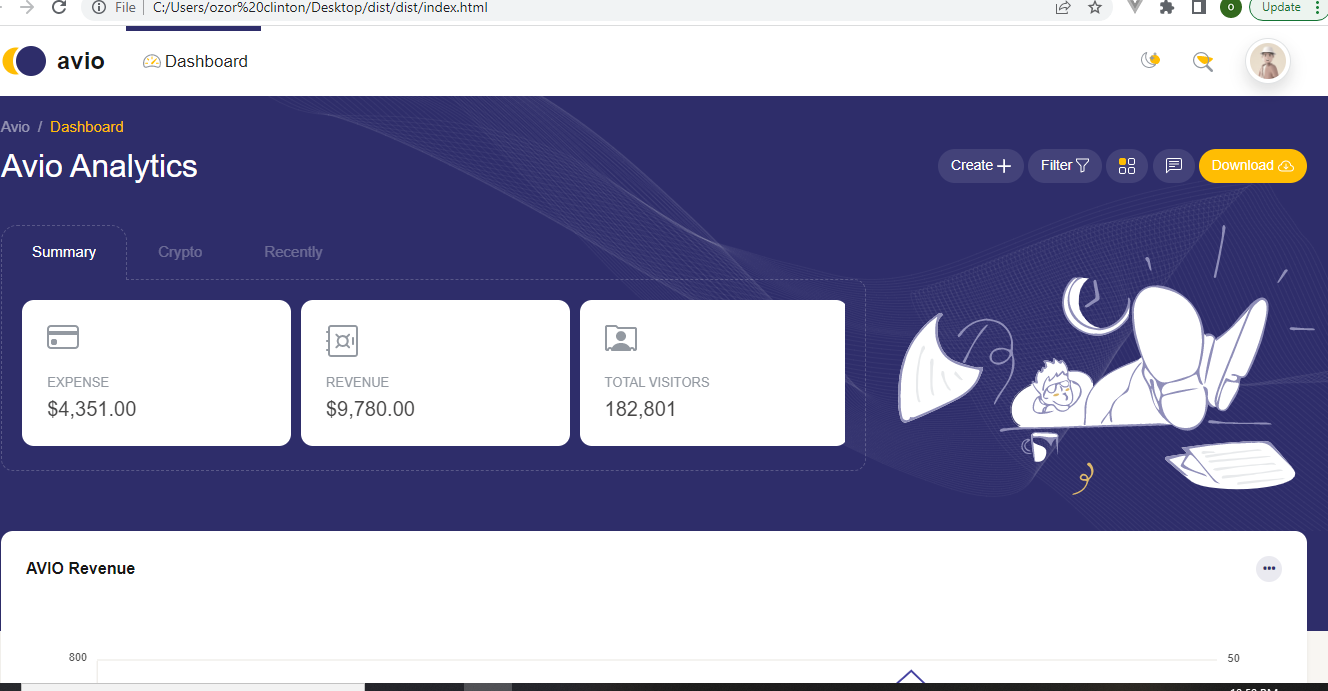 File C:/Users/ozor%20clinton/Desktop/dist/dist/index.html O Update
avio Dashboard
Avio / Dashboard
Avio Analytics
Create Filter Download
Summary Crypto Recently
EXPENSE REVENUE TOTAL VISITORS
$4,351.00 $9,780.00 182,801
AVIO Revenue
800 50